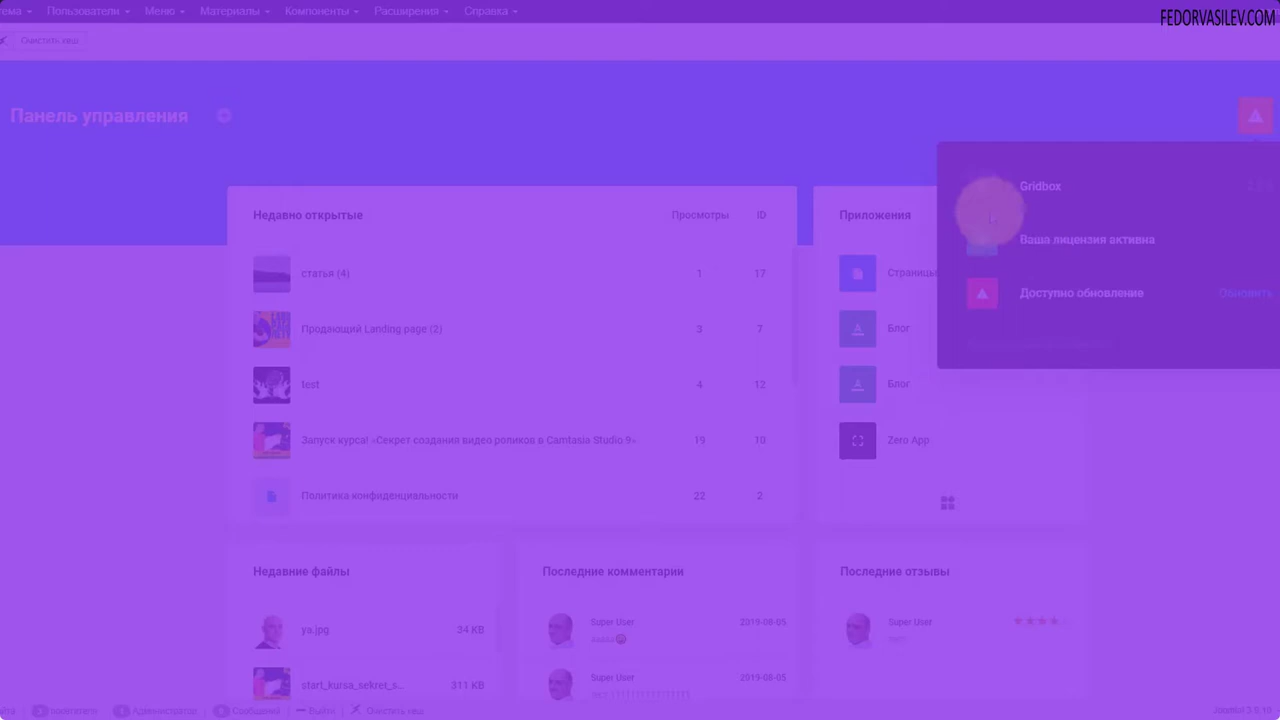 Пользователи Меню Материалы Компоненты Расширения Справка
FEDORVASILEV.COM
Очистить кэш
Панель управления
Gridbox
Ваша лицензия активна
Доступно обновление Обновить
Недавно открытые Просмотры ID
статья (4) 1 17
Продающий Landing page (2) 3 7
test 4 12
Запуск курса! «Секрет создания видео роликов в Camtasia Studio 9» 19 10
Политика конфиденциальности 22 2
Приложения
Страницы
Блог
Блог
Zero App
Недавние файлы
ya.jpg 34 KB
start_kursa_sekret_s... 311 KB
Последние комментарии
Super User 2019-08-05
Super User 2019-08-05
Последние отзывы
Super User
Администратор Сообщений Выйти Очистить кэш